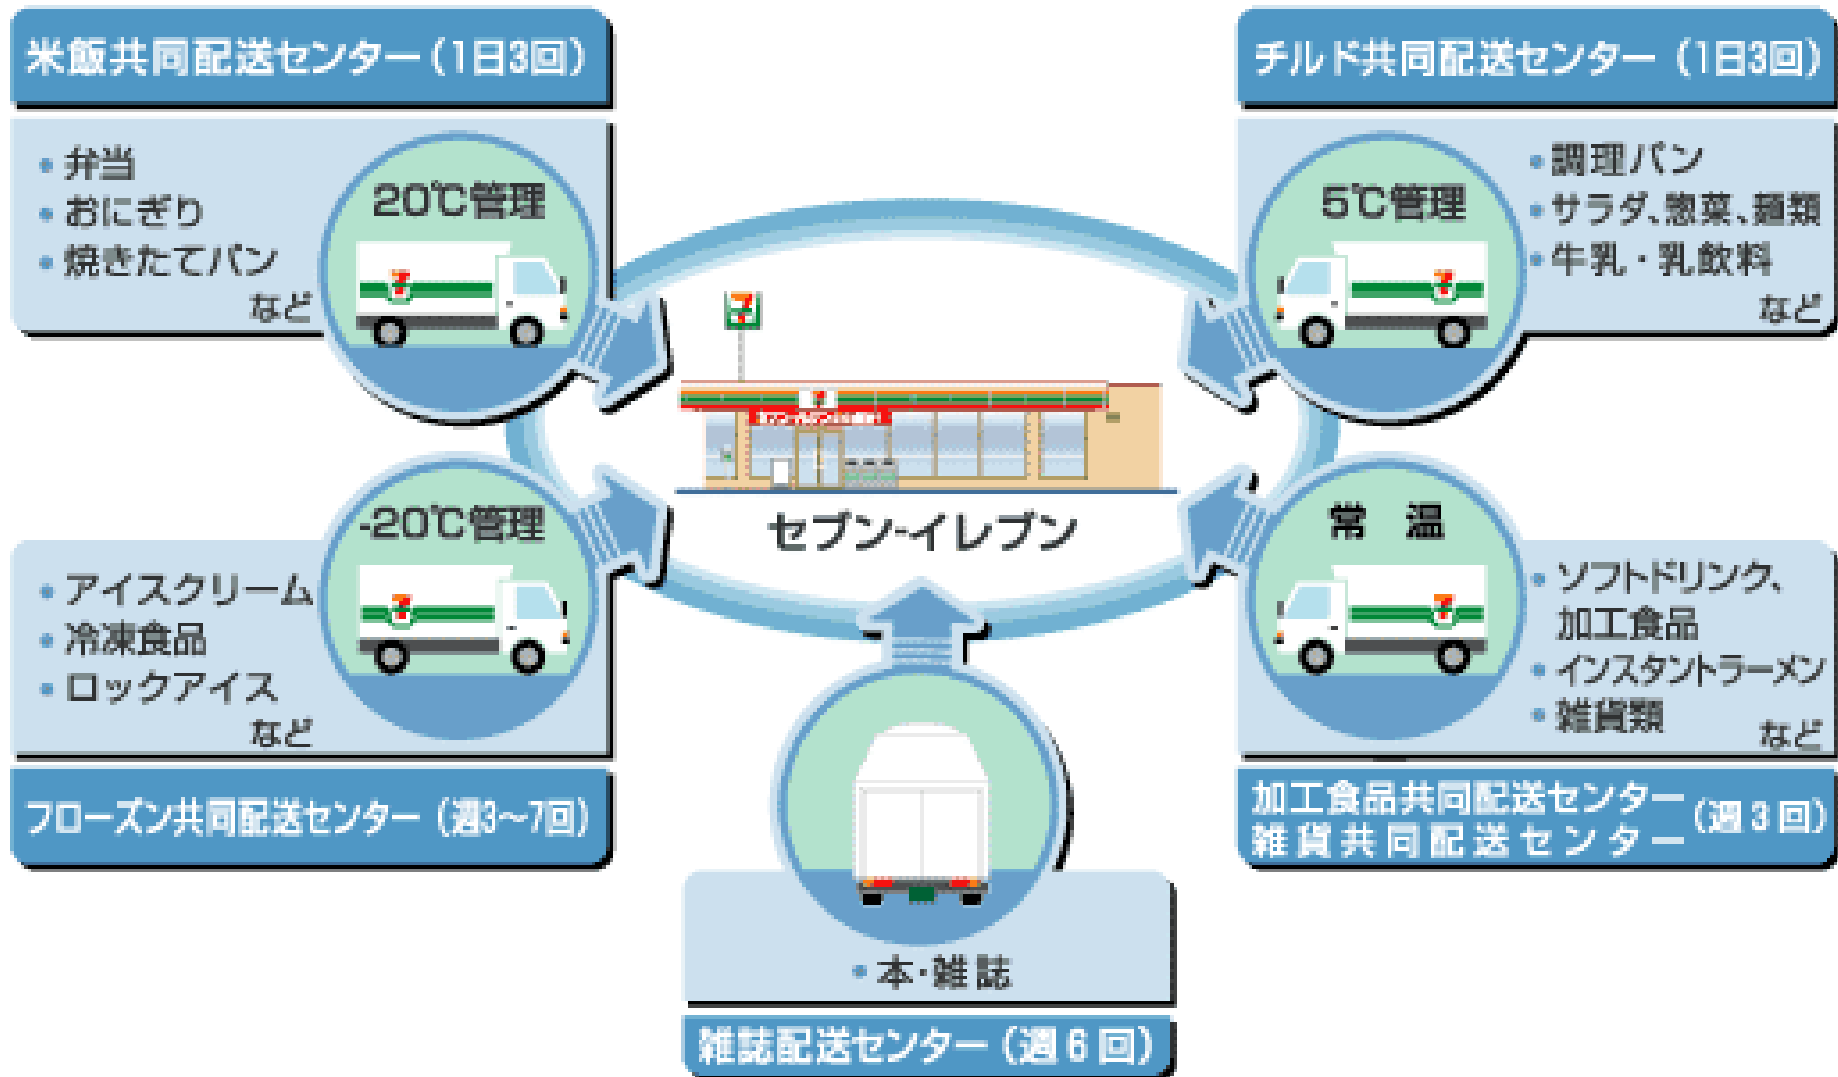 米飯共同配送センター(1日3回)
・弁当
・おにぎり
・焼きたてパン
など
20℃管理
チルド共同配送センター(1日3回)
5℃管理
・調理パン
・サラダ、惣菜、麺類
・牛乳・乳飲料
など
セブン-イレブン
-20℃管理
・アイスクリーム
・冷凍食品
・ロックアイス
など
フローズン共同配送センター(週3〜7回)
常 温
・ソフトドリンク、
加工食品
・インスタントラーメン
・雑貨類
など
加工食品共同配送センター
雑貨共同配送センター
(週3回)
・本・雑誌
雑誌配送センター(週6回)